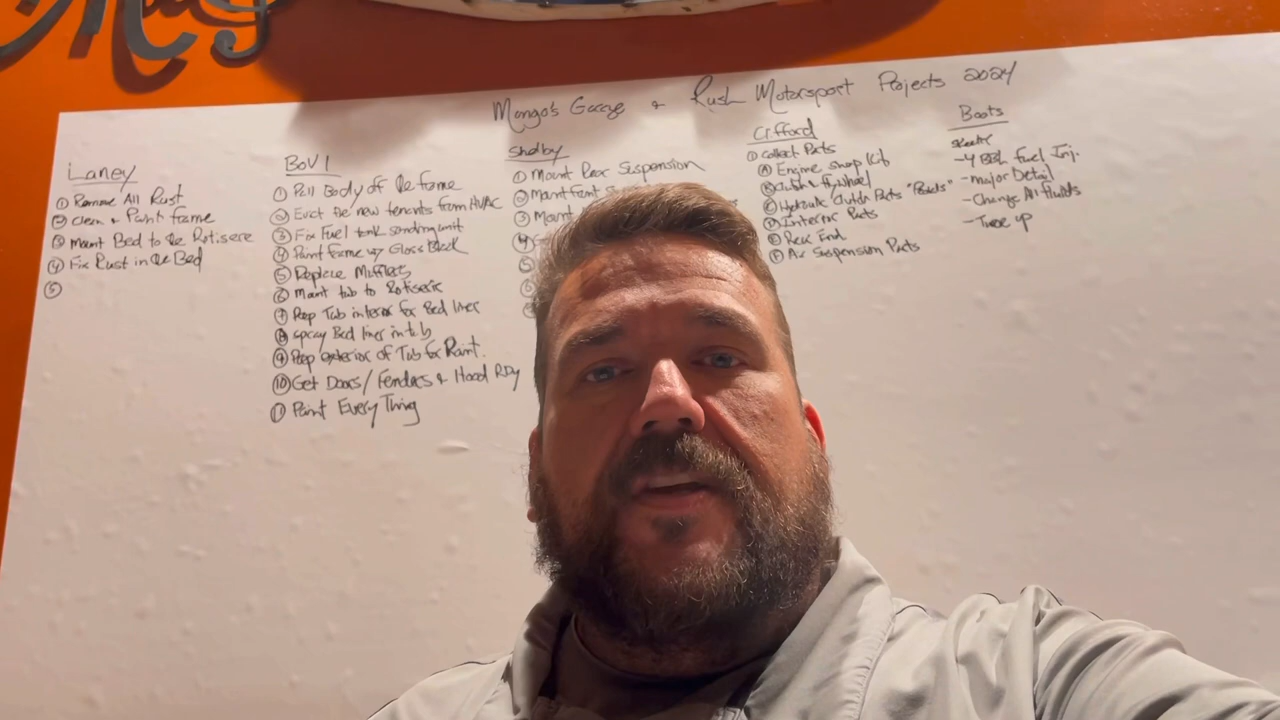 Mongo's Garage & Rush Motorsport Projects 2024
Laney
① Remove All Rust
② Clean & Paint Frame
③ Mount Bed to the Rotisere
④ Fix Rust in the Bed
⑤
BoV1
① Pull Body off the frame
② Evict the new tenants from HVAC
③ Fix Fuel tank sending unit
④ Paint frame w/ Gloss Black
⑤ Replace Mufflers
⑥ Mount tub to Rotiserie
⑦ Prep Tub interior for Bed liner
⑧ spray Bed liner in tub
⑨ Prep exterior of Tub for Paint.
⑩ Get Doors/ Fenders & Hood RDy
⑪ Paint Every Thing
Shelby
① Mount Rear Suspension
② Mount front
③ Mount
④
Clifford
① Collect Parts
Ⓐ Engine Shop Kit
Ⓑ Clutch & flywheel
Ⓒ Hydraulic Clutch Parts "Pedals"
Ⓓ Interior Parts
Ⓔ Rear End
Ⓕ Air Suspension Parts
Boots
- 4 BBL Fuel Inj.
- Major Detail
- Change All fluids
- Tune up